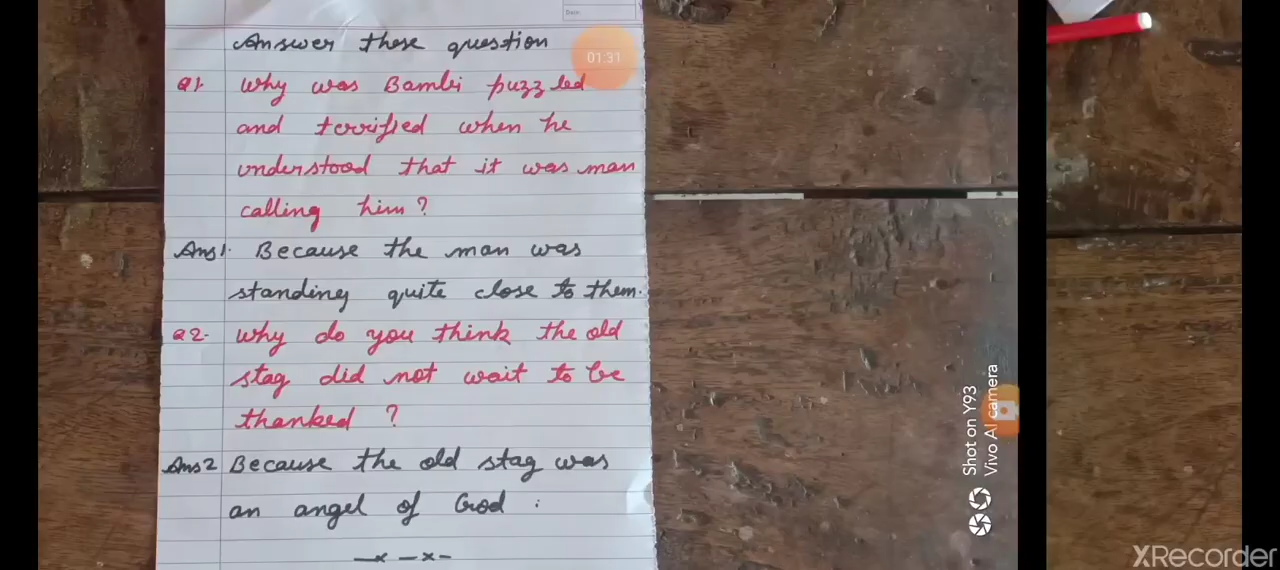 Date:
Answer these question
01:31
Q1. Why was Bambi puzzled
and terrified when he
understood that it was man
calling him?
Ans1. Because the man was
standing quite close to them.
Q2. Why do you think the old
stag did not wait to be
thanked ?
Ans2 Because the old stag was
an angel of God :
Shot on Y93
Vivo AI camera
XRecorder